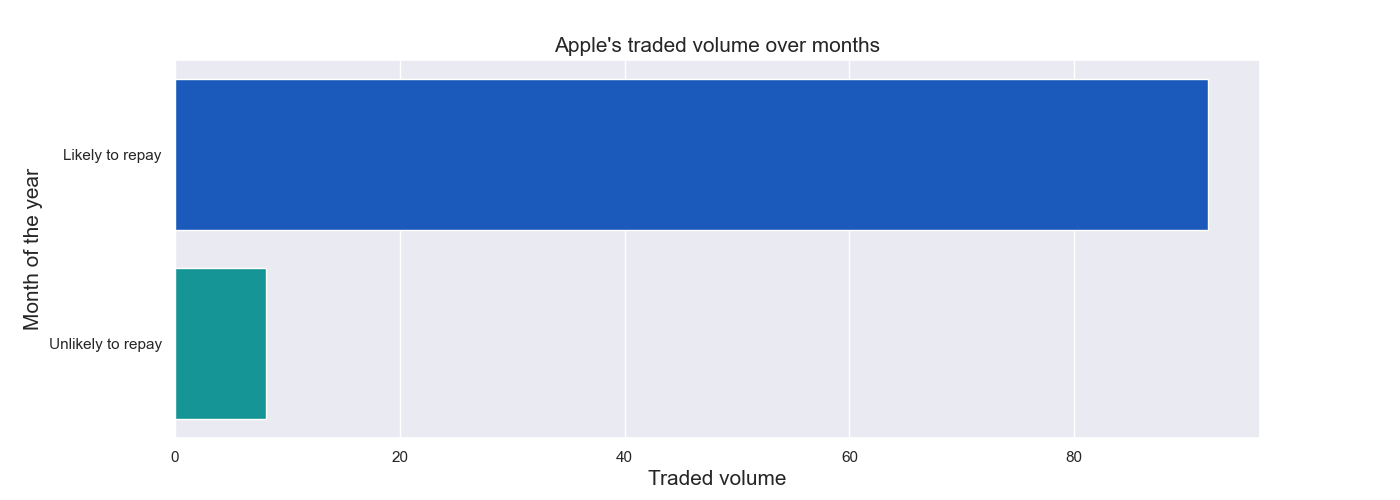 Apple's traded volume over months
Month of the year
Likely to repay
Unlikely to repay
0 20 40 60 80
Traded volume